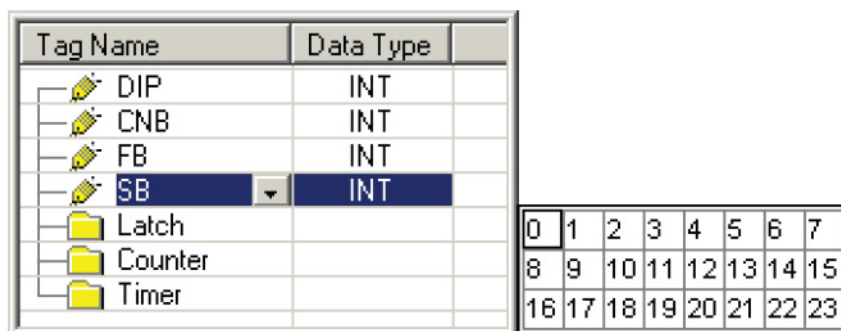 Tag Name Data Type
DIP INT
CNB INT
FB INT
SB INT
Latch
Counter
Timer
0 1 2 3 4 5 6 7
8 9 10 11 12 13 14 15
16 17 18 19 20 21 22 23